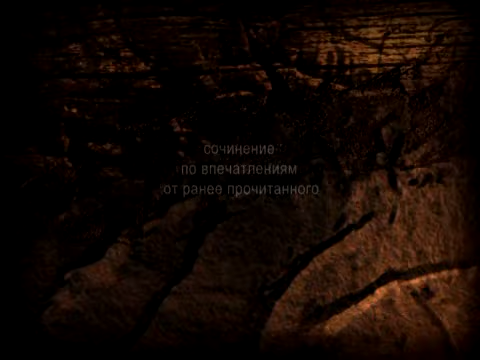 сочинение
по впечатлениям
от ранее прочитанного